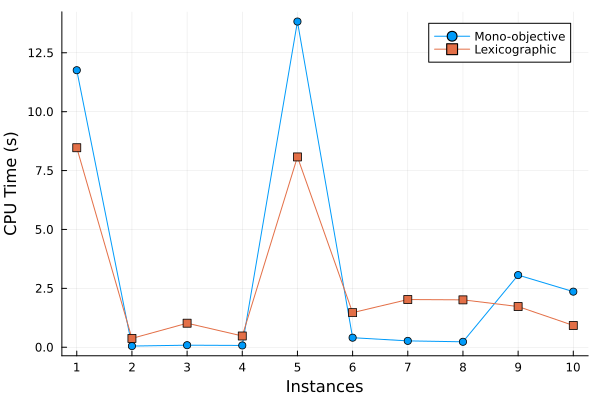 Mono-objective
Lexicographic
CPU Time (s)
12.5
10.0
7.5
5.0
2.5
0.0
1 2 3 4 5 6 7 8 9 10
Instances